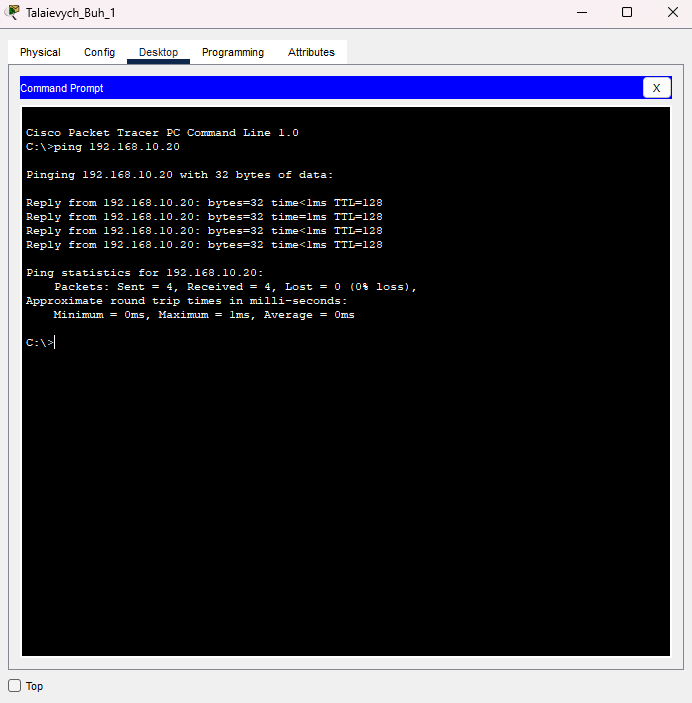 Talaievych_Buh_1
Physical Config Desktop Programming Attributes
Command Prompt X
Cisco Packet Tracer PC Command Line 1.0
C:\>ping 192.168.10.20
Pinging 192.168.10.20 with 32 bytes of data:
Reply from 192.168.10.20: bytes=32 time<1ms TTL=128
Reply from 192.168.10.20: bytes=32 time=1ms TTL=128
Reply from 192.168.10.20: bytes=32 time<1ms TTL=128
Reply from 192.168.10.20: bytes=32 time<1ms TTL=128
Ping statistics for 192.168.10.20:
Packets: Sent = 4, Received = 4, Lost = 0 (0% loss),
Approximate round trip times in milli-seconds:
Minimum = 0ms, Maximum = 1ms, Average = 0ms
C:\>
Top